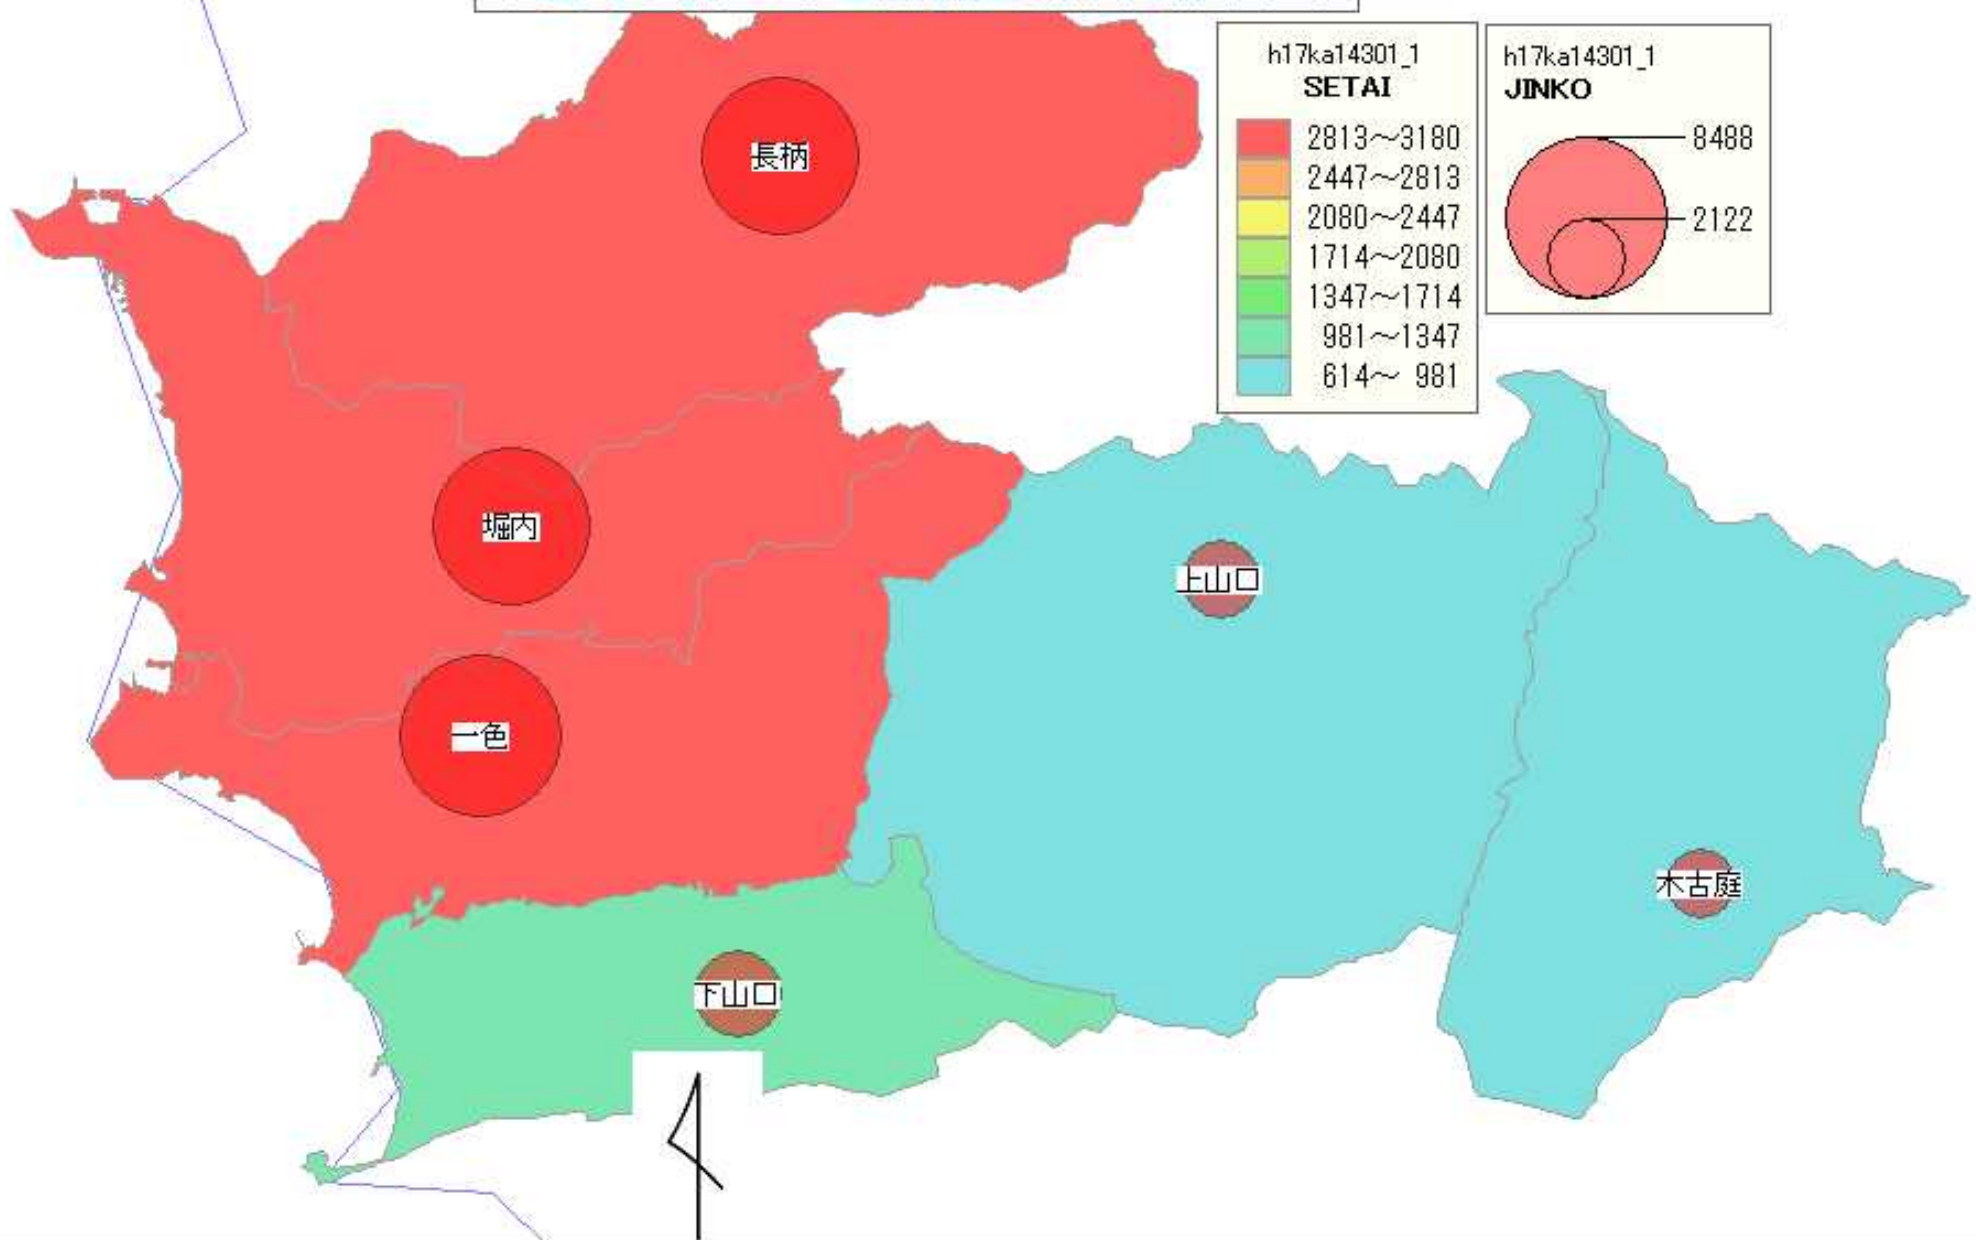 h17ka14301_1
SETAI
2813～3180
2447～2813
2080～2447
1714～2080
1347～1714
981～1347
614～ 981
h17ka14301_1
JINKO
8488
2122
長柄
堀内
上山口
一色
木古庭
下山口